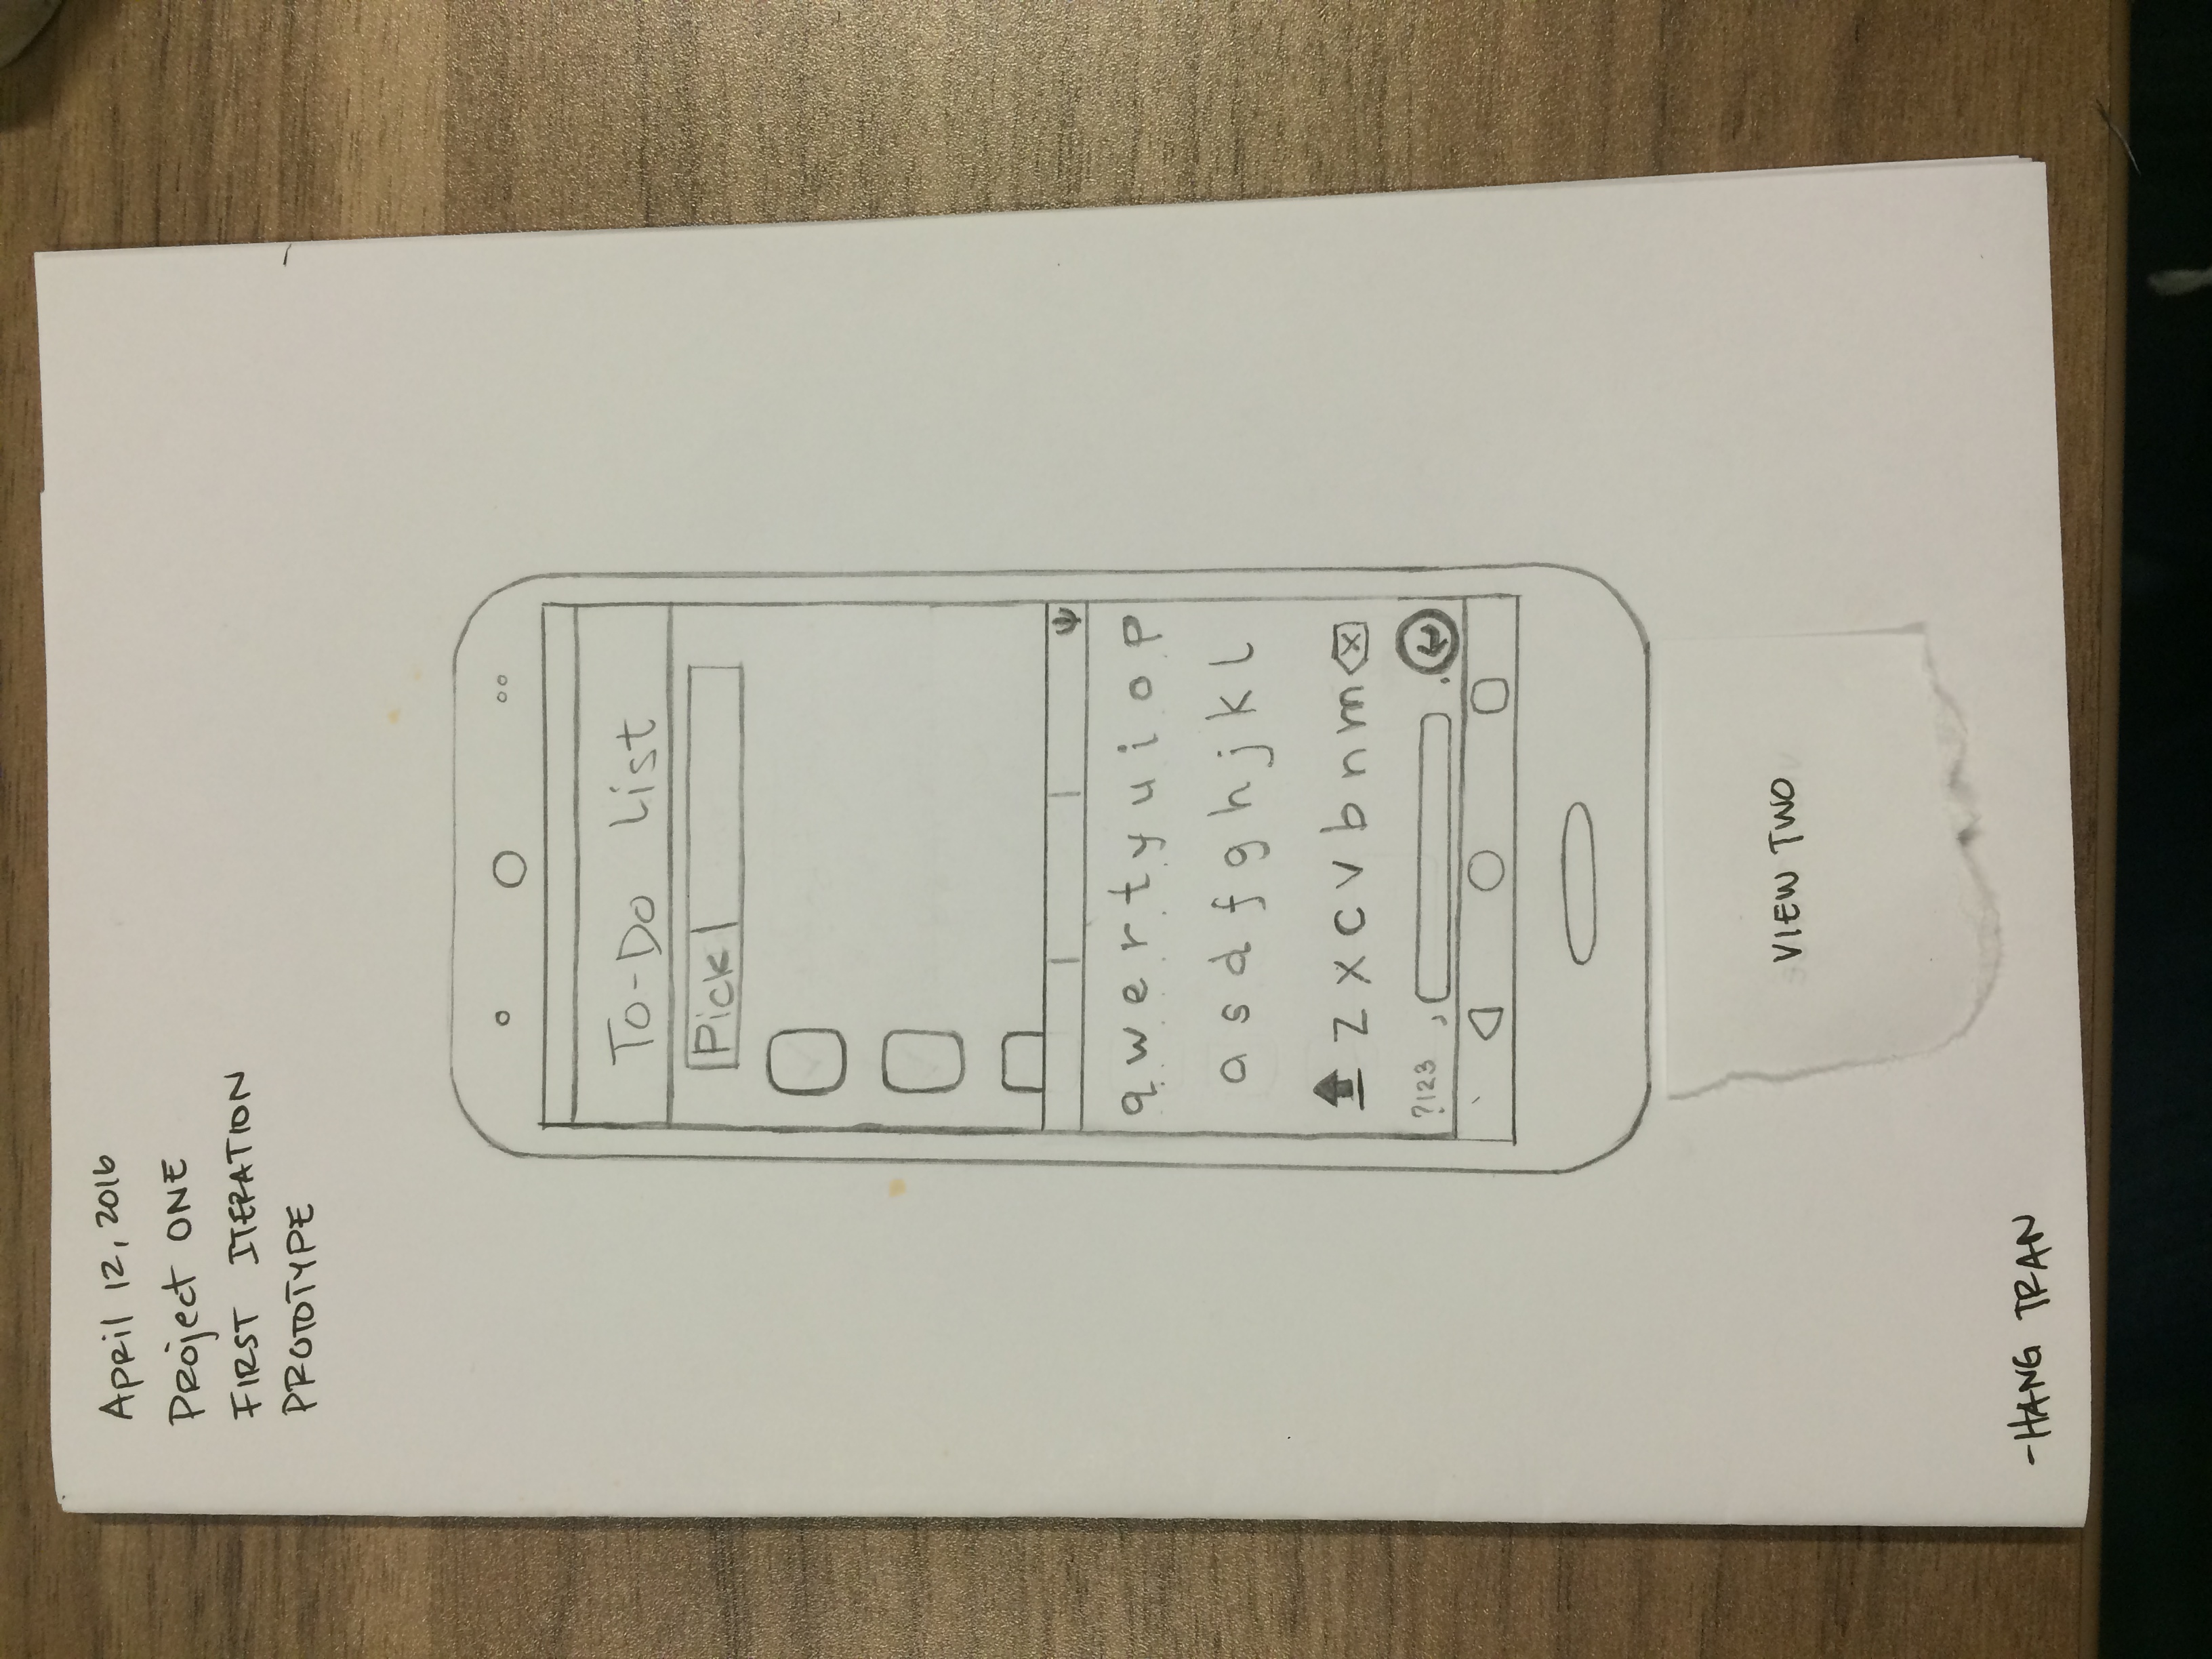 April 12, 2016
Project ONE
FIRST ITERATION
PROTOTYPE
To-Do List
Pick
q w e r t y u i o p
a s d f g h j k l
z x c v b n m x
?123 , .
VIEW TWO
-HANG TRAN